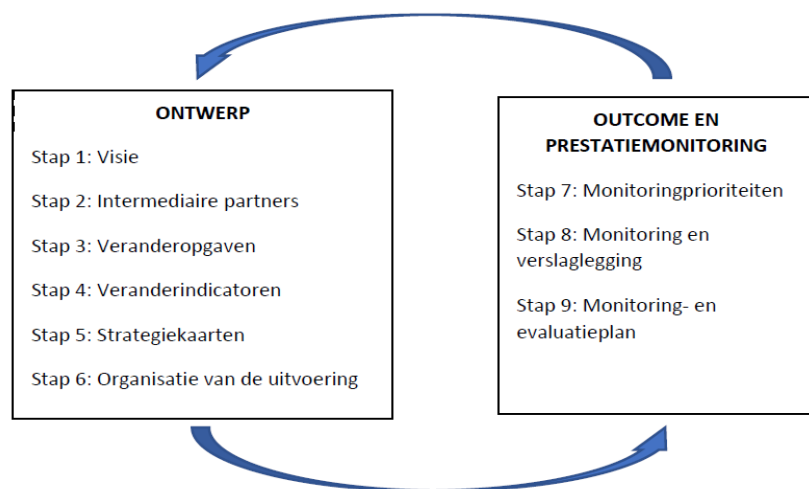 ONTWERP
Stap 1: Visie
Stap 2: Intermediaire partners
Stap 3: Veranderopgaven
Stap 4: Veranderindicatoren
Stap 5: Strategiekaarten
Stap 6: Organisatie van de uitvoering
OUTCOME EN
PRESTATIEMONITORING
Stap 7: Monitoringprioriteiten
Stap 8: Monitoring en
verslaglegging
Stap 9: Monitoring- en
evaluatieplan